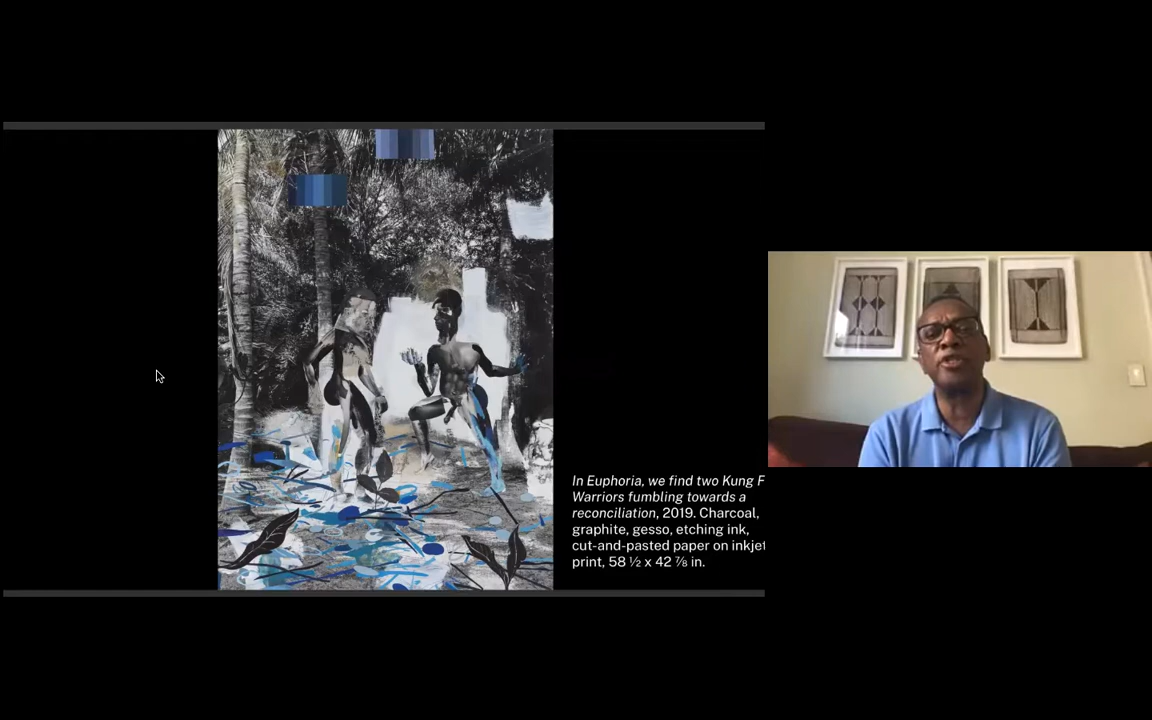 In Euphoria, we find two Kung F
Warriors fumbling towards a
reconciliation, 2019. Charcoal,
graphite, gesso, etching ink,
cut-and-pasted paper on inkjet
print, 58 ½ x 42 ⅞ in.